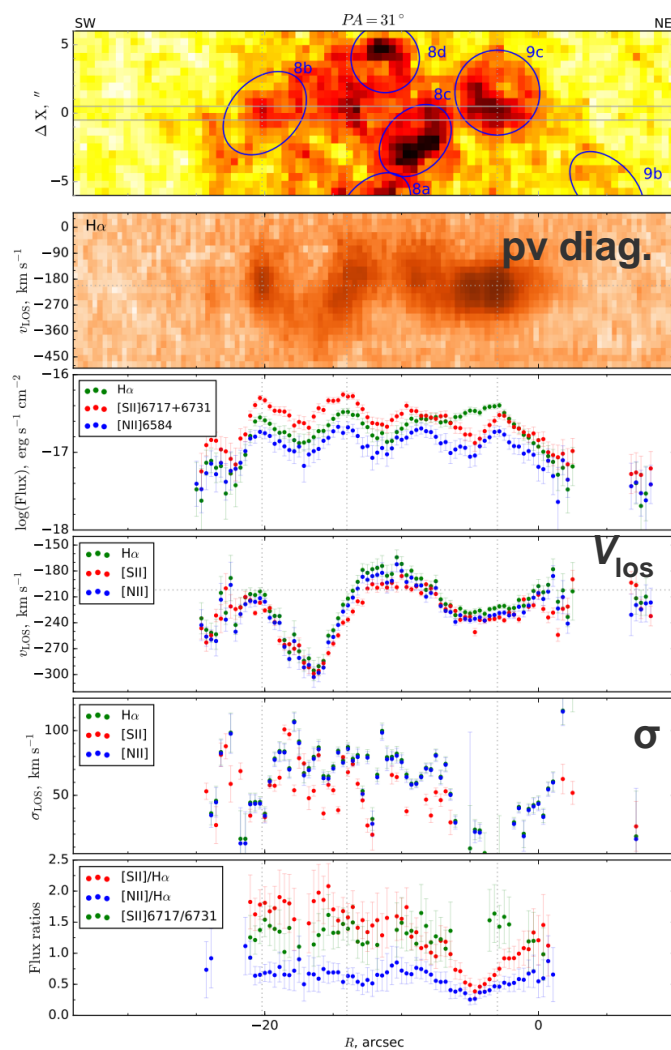 SW PA = 31° NE
6
0
−6
Δ X, ″
8b
8d
9c
8c
8a
9b
Hα
pv diag.
0
−90
−180
−270
−360
−450
v_LOS, km s⁻¹
−16
−17
−18
log(Flux), erg s⁻¹ cm⁻²
Hα
[SII]6717+6731
[NII]6584
−150
−180
−210
−240
−270
−300
v_LOS, km s⁻¹
Hα
[SII]
[NII]
V_los
100
50
σ_LOS, km s⁻¹
Hα
[SII]
[NII]
σ
2.5
2.0
1.5
1.0
0.5
0.0
Flux ratios
[SII]/Hα
[NII]/Hα
[SII]6717/6731
−20 −10 0
R, arcsec